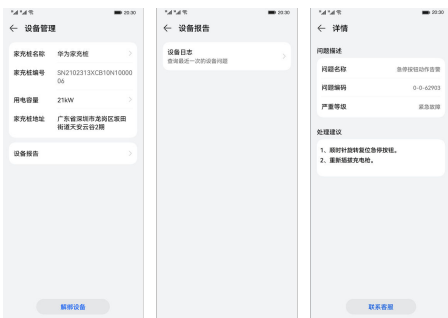 20:30
← 设备管理
家充桩名称 华为家充桩 >
家充桩编号 SN2102313XCB10N10000
06
用电容量 21kW >
家充桩地址 广东省深圳市龙岗区坂田
街道天安云谷2期
设备报告 >
解绑设备
20:30
← 设备报告
设备日志 >
查询最近一次的设备问题
20:30
← 详情
问题描述
问题名称 急停按钮动作告警
问题编码 0-0-62903
严重等级 紧急故障
处理建议
1、顺时针旋转复位急停按钮。
2、重新插拔充电枪。
联系客服